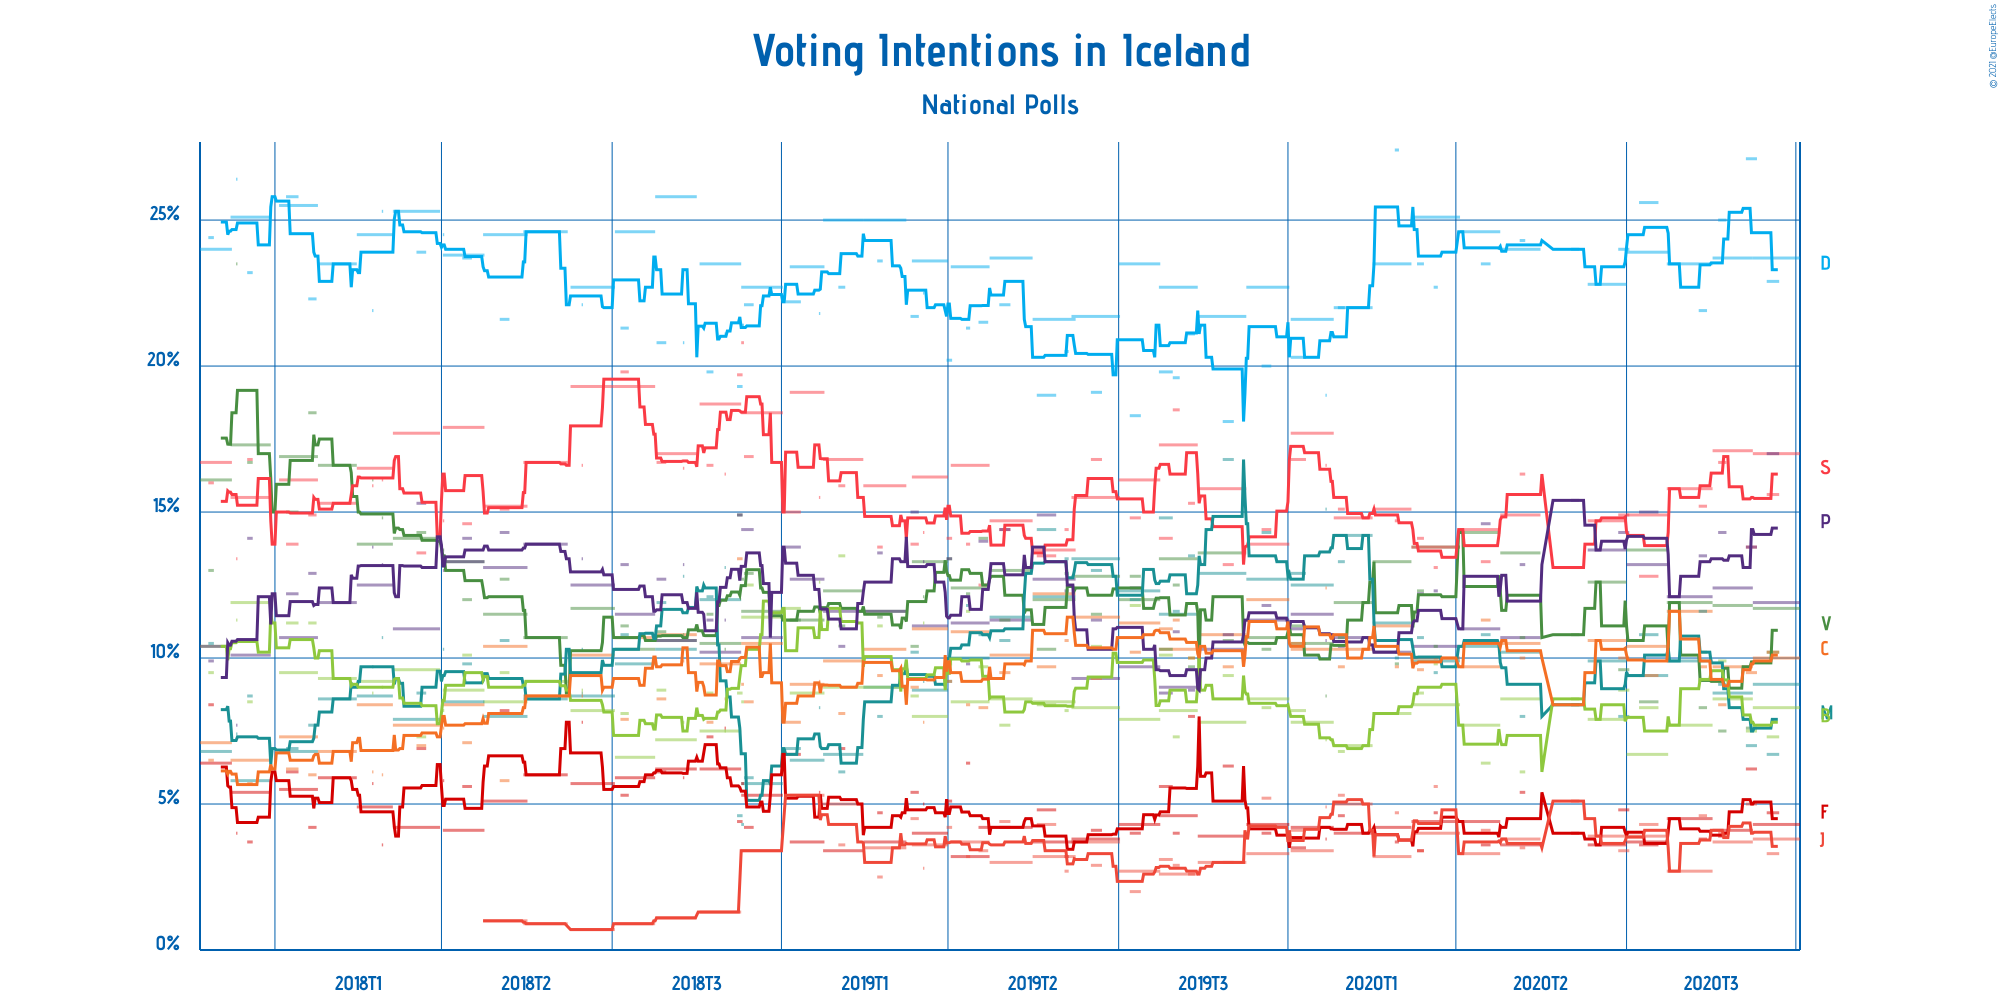 Voting Intentions in Iceland
National Polls
© 2021 @EuropeElects
25%
20%
15%
10%
5%
0%
D
S
P
V
C
M
B
F
J
2018T1 2018T2 2018T3 2019T1 2019T2 2019T3 2020T1 2020T2 2020T3